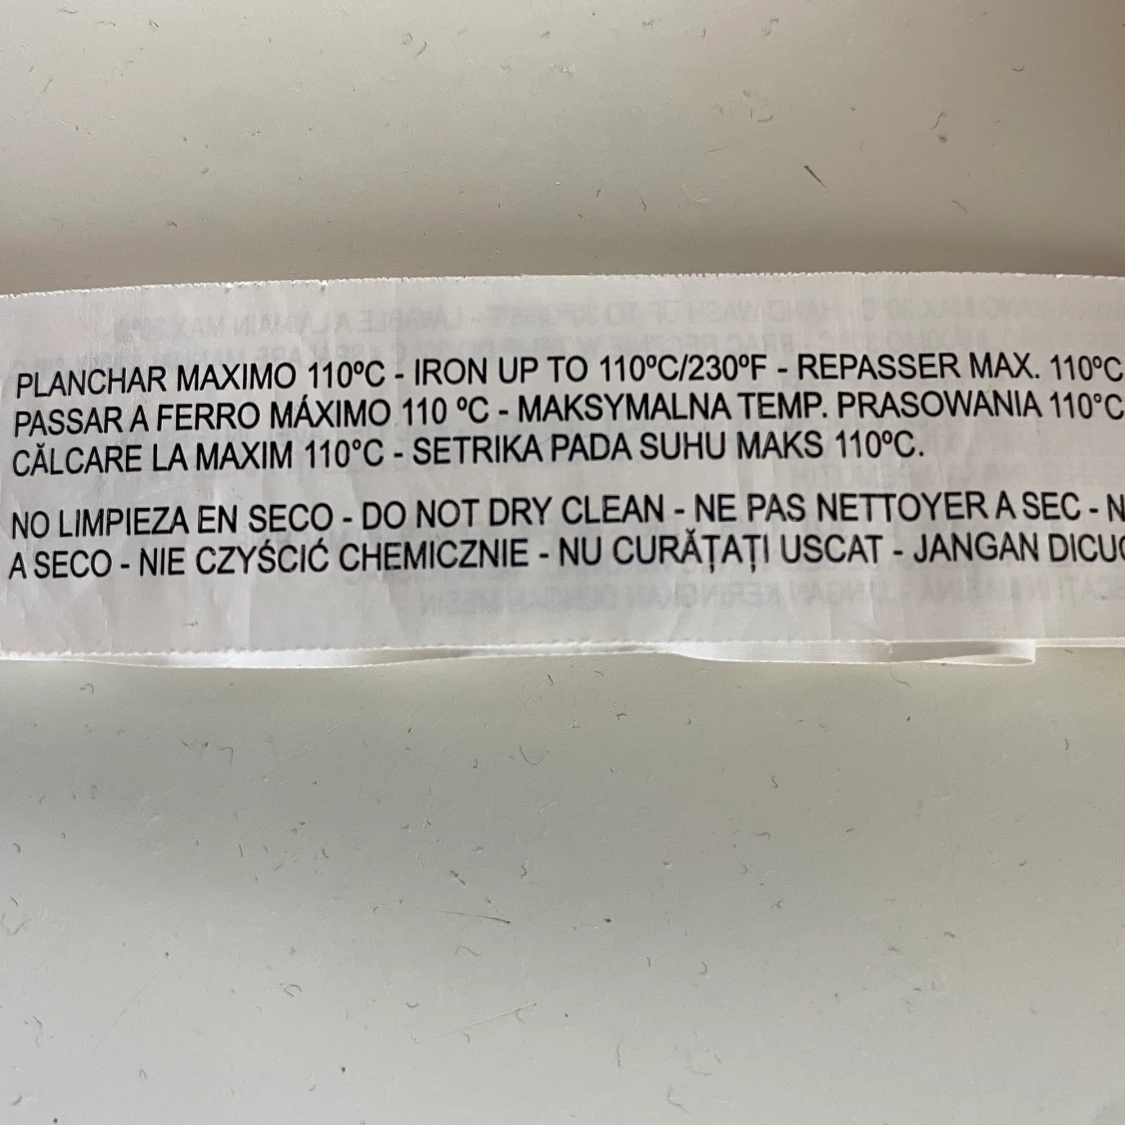 PLANCHAR MAXIMO 110ºC - IRON UP TO 110ºC/230ºF - REPASSER MAX. 110ºC
PASSAR A FERRO MÁXIMO 110 ºC - MAKSYMALNA TEMP. PRASOWANIA 110°C
CĂLCARE LA MAXIM 110°C - SETRIKA PADA SUHU MAKS 110ºC.
NO LIMPIEZA EN SECO - DO NOT DRY CLEAN - NE PAS NETTOYER A SEC - N
A SECO - NIE CZYŚCIĆ CHEMICZNIE - NU CURĂȚAȚI USCAT - JANGAN DICUC